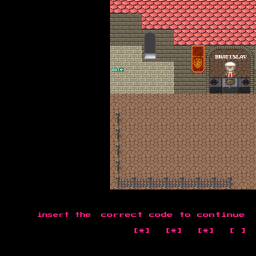 insert the correct code to continue
[*] [*] [*] [ ]